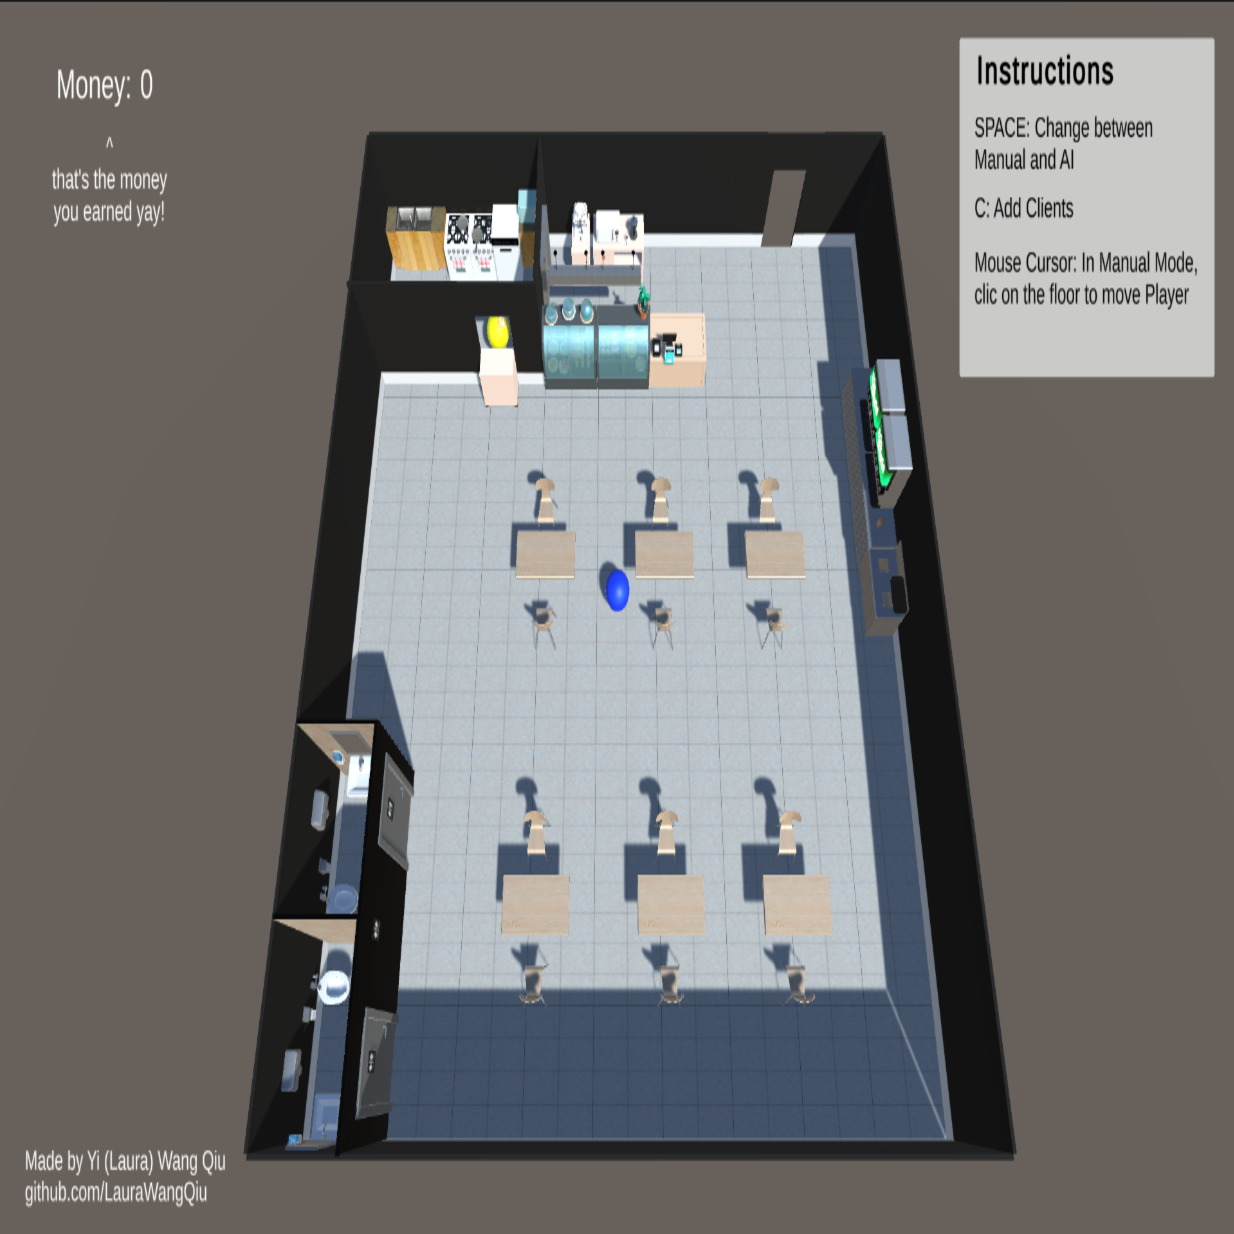 Money: 0
^
that's the money
you earned yay!
Instructions
SPACE: Change between
Manual and AI
C: Add Clients
Mouse Cursor: In Manual Mode,
clic on the floor to move Player
Made by Yi (Laura) Wang Qiu
github.com/LauraWangQiu